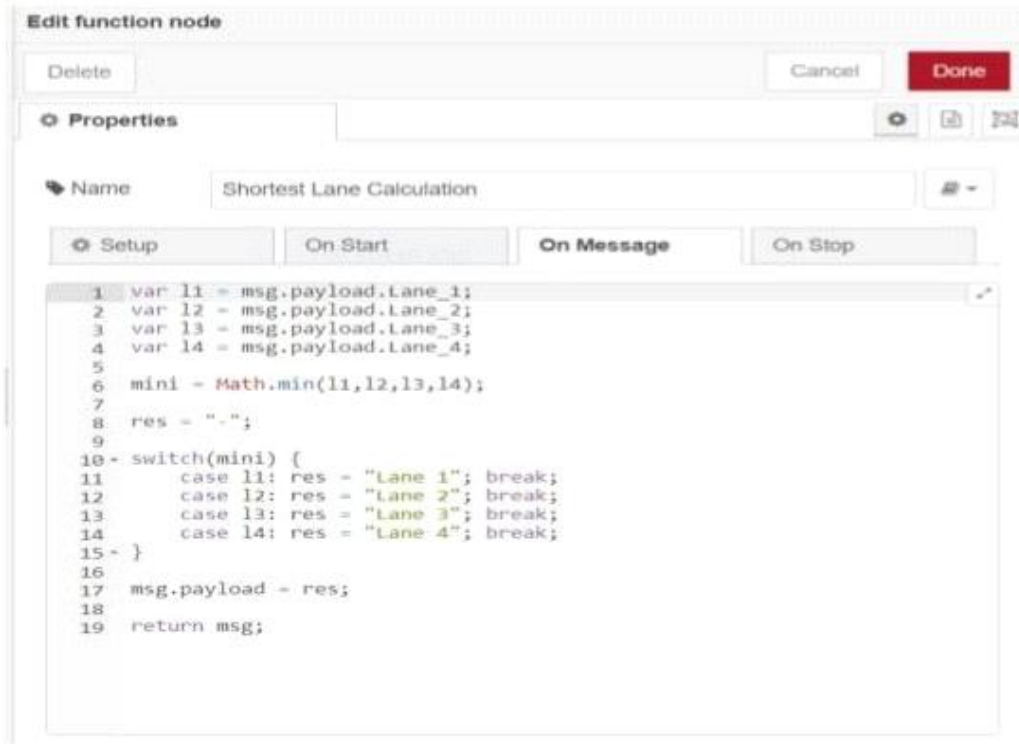 Edit function node
Delete Cancel Done
Properties
Name Shortest Lane Calculation
Setup On Start On Message On Stop
1 var l1 = msg.payload.Lane_1;
2 var l2 = msg.payload.Lane_2;
3 var l3 = msg.payload.Lane_3;
4 var l4 = msg.payload.Lane_4;
5
6 mini = Math.min(l1,l2,l3,l4);
7
8 res = "-";
9
10 switch(mini) {
11 case l1: res = "Lane 1"; break;
12 case l2: res = "Lane 2"; break;
13 case l3: res = "Lane 3"; break;
14 case l4: res = "Lane 4"; break;
15 }
16
17 msg.payload = res;
18
19 return msg;